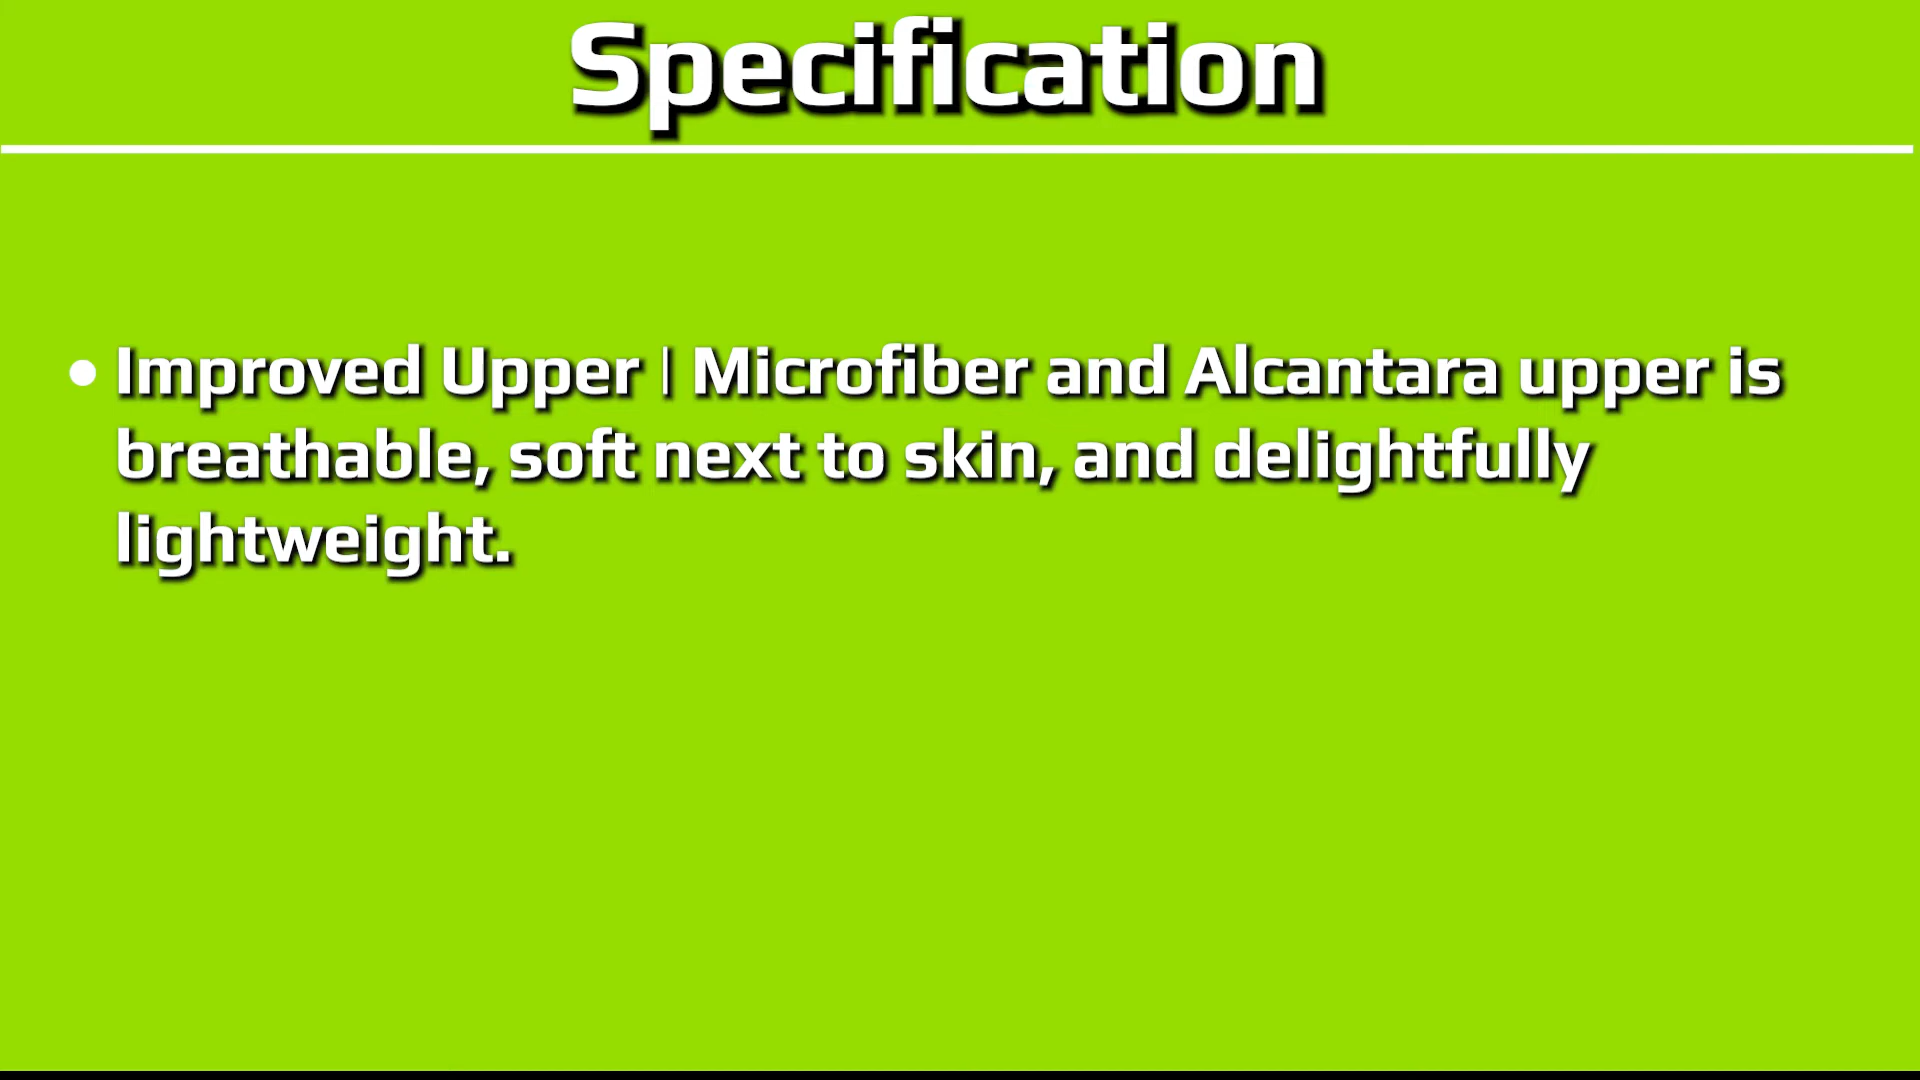 Specification
• Improved Upper | Microfiber and Alcantara upper is
breathable, soft next to skin, and delightfully
lightweight.